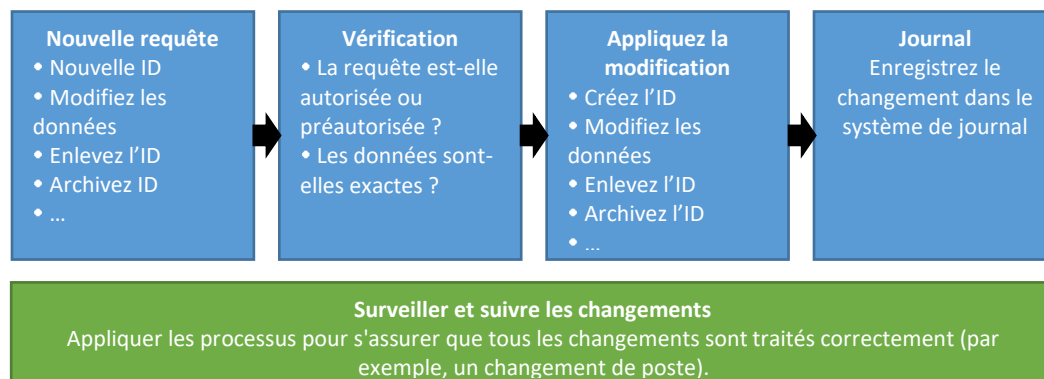 Nouvelle requête
• Nouvelle ID
• Modifiez les
données
• Enlevez l’ID
• Archivez ID
• …
Vérification
• La requête est-elle
autorisée ou
préautorisée ?
• Les données sont-
elles exactes ?
Appliquez la
modification
• Créez l’ID
• Modifiez les
données
• Enlevez l’ID
• Archivez l’ID
• …
Journal
Enregistrez le
changement dans le
système de journal
Surveiller et suivre les changements
Appliquer les processus pour s'assurer que tous les changements sont traités correctement (par
exemple, un changement de poste).